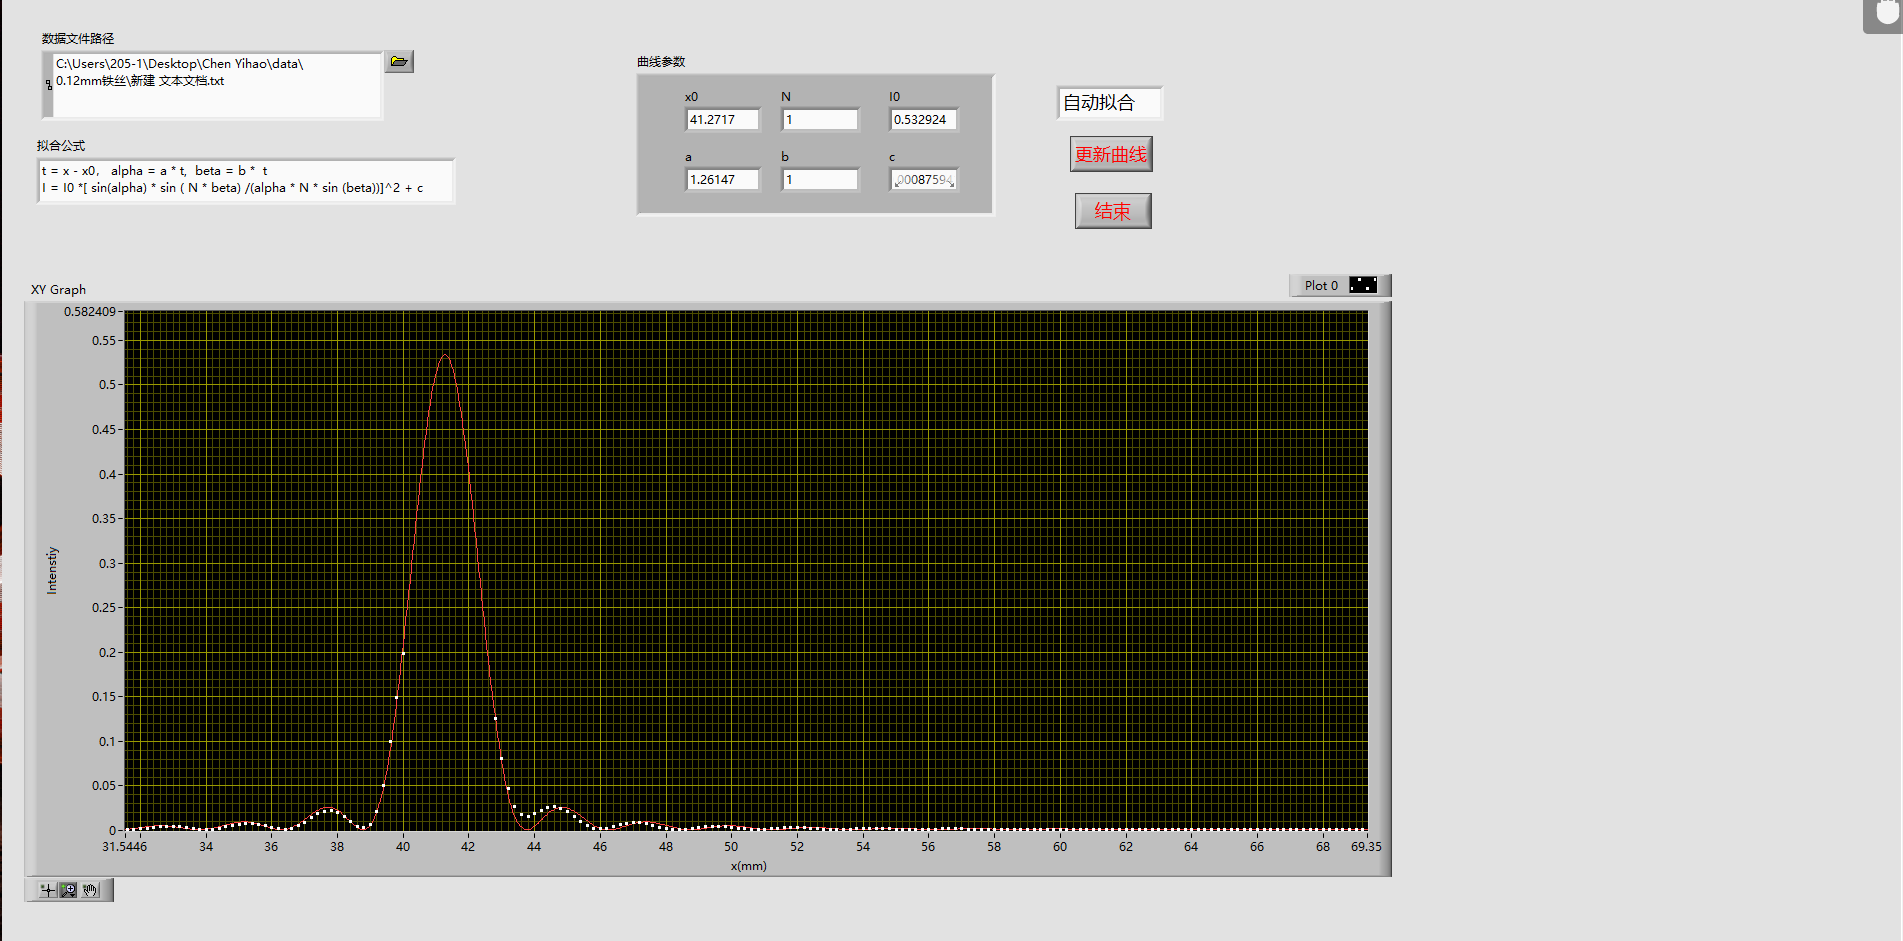 数据文件路径
C:\Users\205-1\Desktop\Chen Yihao\data\
0.12mm铁丝\新建 文本文档.txt
拟合公式
t = x - x0,   alpha = a * t,  beta = b *  t
I = I0 *[ sin(alpha) * sin ( N * beta) /(alpha * N * sin (beta))]^2 + c
曲线参数
x0 N I0
41.2717 1 0.532924
a b c
1.26147 1 .00087594
自动拟合
更新曲线
结束
XY Graph
Plot 0
0.582409
0.55
0.5
0.45
0.4
0.35
0.3
0.25
0.2
0.15
0.1
0.05
0
Intenstiy
31.5446 34 36 38 40 42 44 46 48 50 52 54 56 58 60 62 64 66 68 69.35
x(mm)